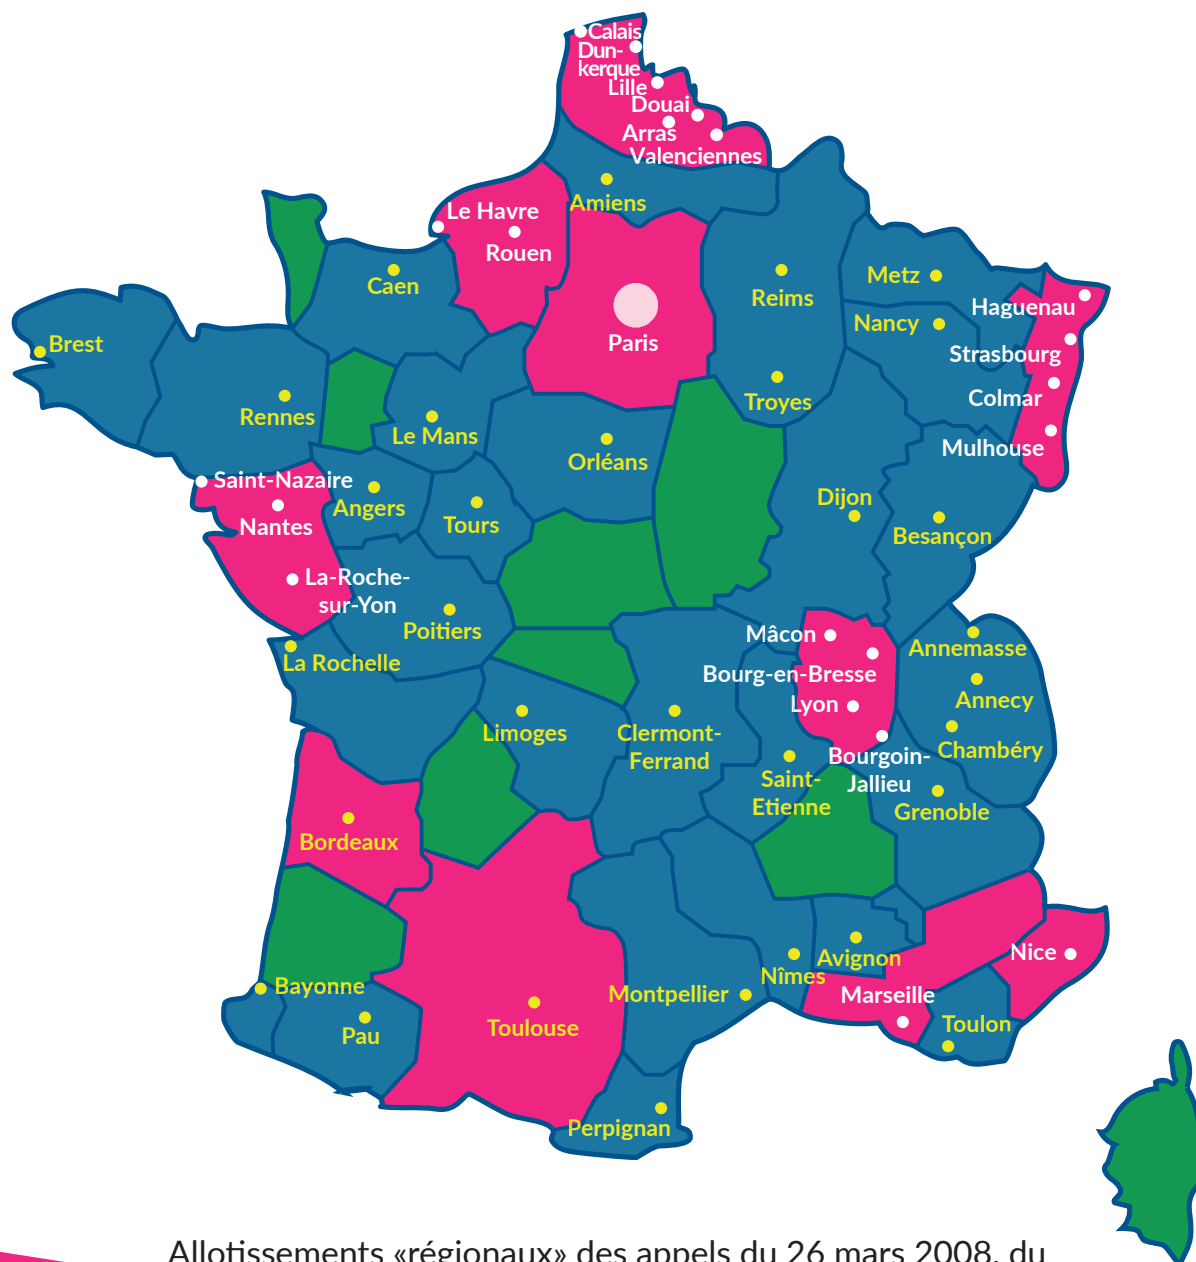 Calais
Dun-
kerque
Lille
Douai
Arras
Valenciennes
Amiens
Le Havre
Rouen
Caen
Paris
Reims
Metz
Nancy
Haguenau
Strasbourg
Colmar
Mulhouse
Brest
Rennes
Le Mans
Orléans
Troyes
Saint-Nazaire
Nantes
Angers
Tours
Dijon
Besançon
La-Roche-
sur-Yon
Poitiers
La Rochelle
Mâcon
Bourg-en-Bresse
Lyon
Bourgoin-
Jallieu
Annemasse
Annecy
Chambéry
Grenoble
Limoges
Clermont-
Ferrand
Saint-
Etienne
Bordeaux
Bayonne
Pau
Toulouse
Montpellier
Nîmes
Avignon
Marseille
Nice
Toulon
Perpignan
Allotissements «régionaux» des appels du 26 mars 2008, du